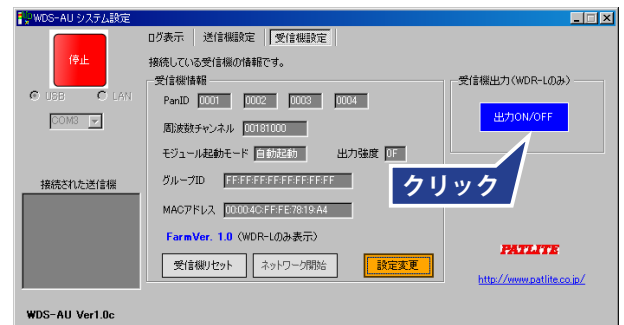 WDS-AU システム設定
ログ表示 送信機設定 受信機設定
停止
接続している受信機の情報です。
USB LAN
COM3
受信機情報
PanID 0001 0002 0003 0004
周波数チャンネル 00181000
モジュール起動モード 自動起動 出力強度 0F
グループID FF:FF:FF:FF:FF:FF:FF:FF
MACアドレス 00:00:4C:FF:FE:78:19:A4
FarmVer. 1.0 (WDR-Lのみ表示)
受信機リセット ネットワーク開始 設定変更
接続された送信機
受信機出力(WDR-Lのみ)
出力ON/OFF
クリック
PATLITE
http://www.patlite.co.jp/
WDS-AU Ver1.0c